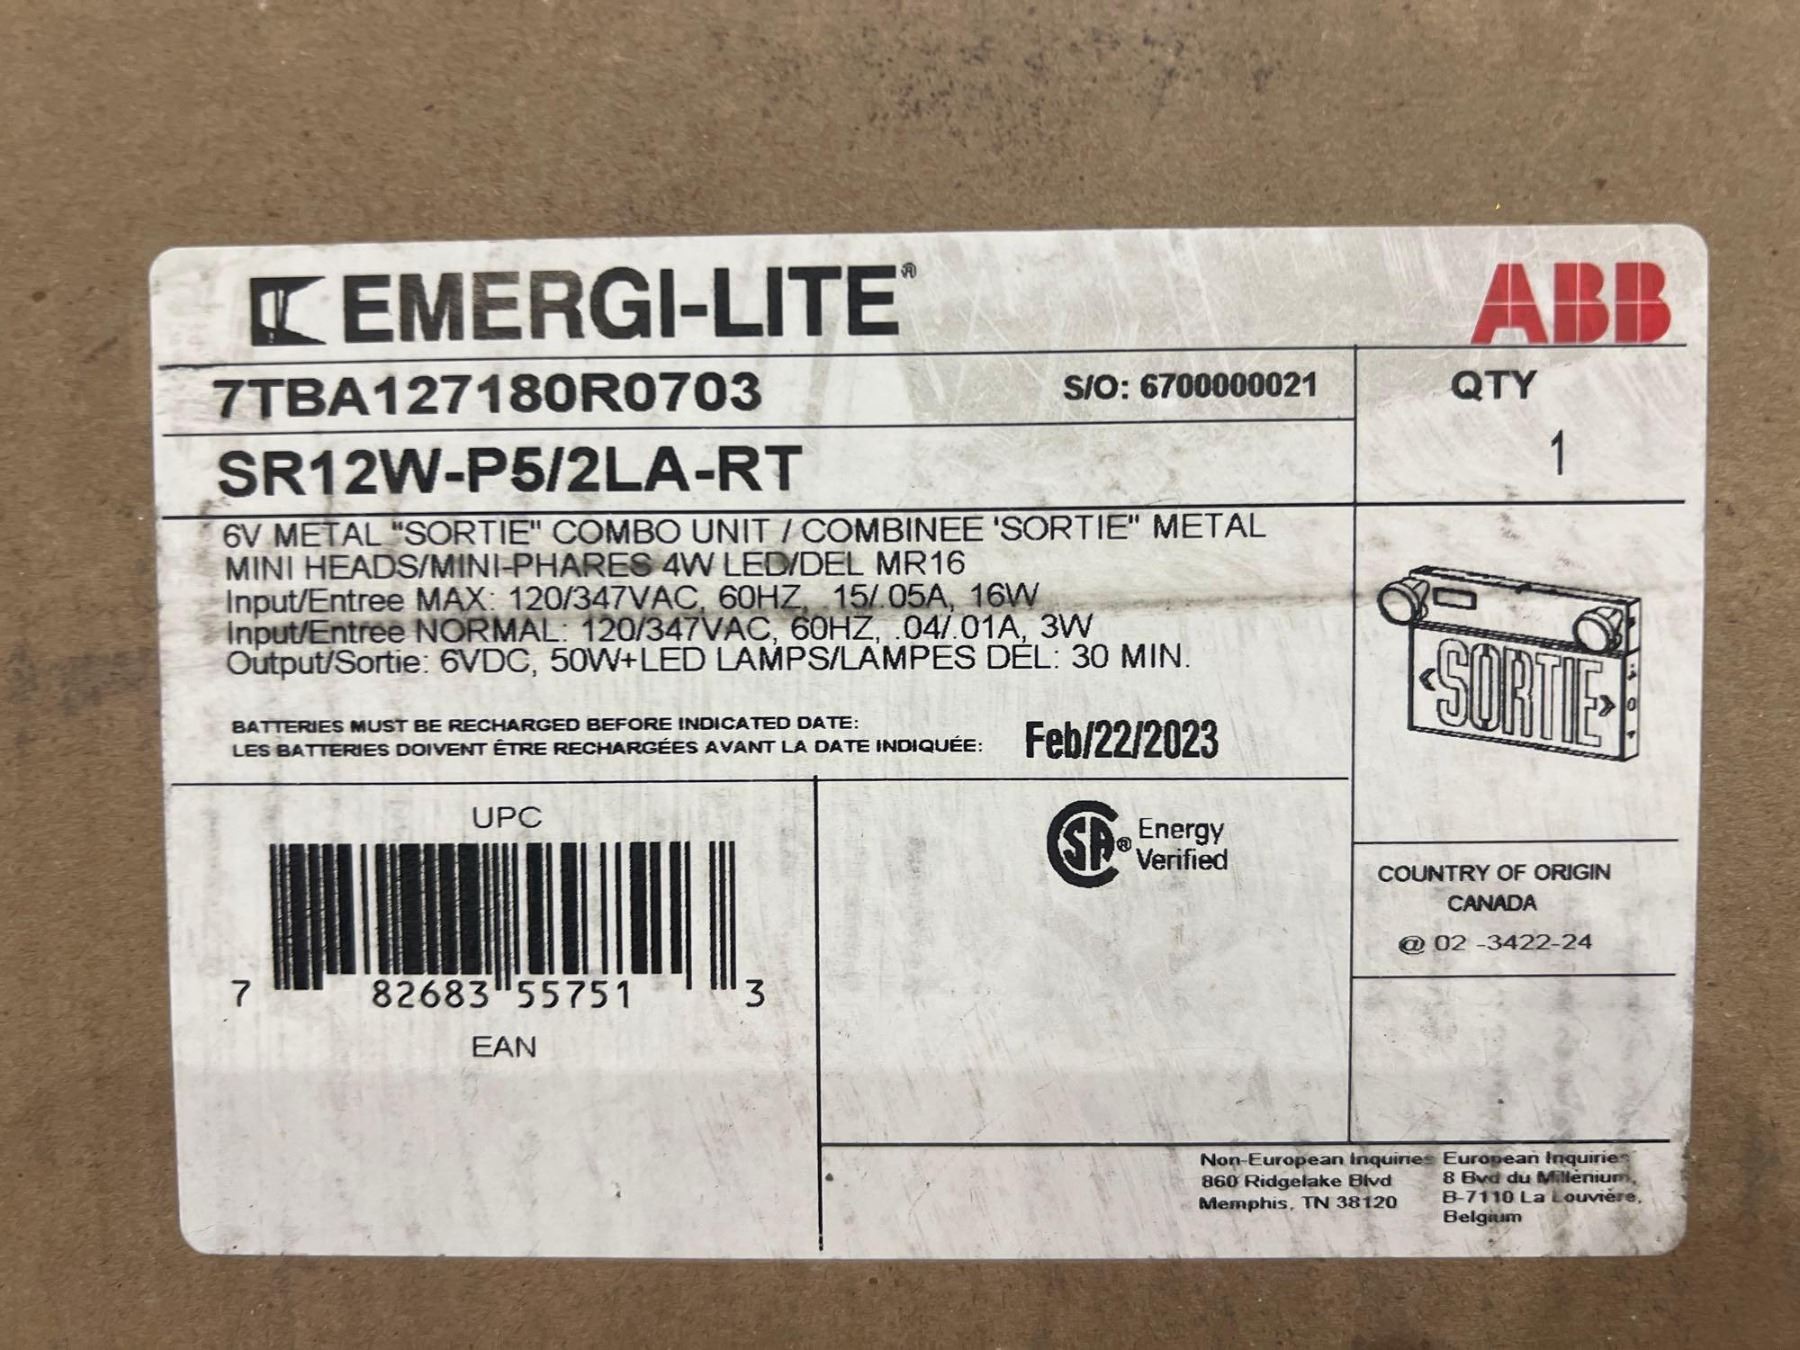 EMERGI-LITE®
ABB
7TBA127180R0703
S/O: 6700000021
QTY
1
SR12W-P5/2LA-RT
6V METAL "SORTIE" COMBO UNIT / COMBINEE 'SORTIE" METAL
MINI HEADS/MINI-PHARES 4W LED/DEL MR16
Input/Entree MAX: 120/347VAC, 60HZ, .15/.05A, 16W
Input/Entree NORMAL: 120/347VAC, 60HZ, .04/.01A, 3W
Output/Sortie: 6VDC, 50W+LED LAMPS/LAMPES DEL: 30 MIN.
SORTIE
BATTERIES MUST BE RECHARGED BEFORE INDICATED DATE:
LES BATTERIES DOIVENT ÊTRE RECHARGÉES AVANT LA DATE INDIQUÉE:
Feb/22/2023
UPC
7 82683 55751 3
EAN
SA® Energy
Verified
COUNTRY OF ORIGIN
CANADA
@ 02 -3422-24
Non-European Inquiries
860 Ridgelake Blvd
Memphis, TN 38120
European Inquiries
8 Bvd du Millenium,
B-7110 La Louvière,
Belgium